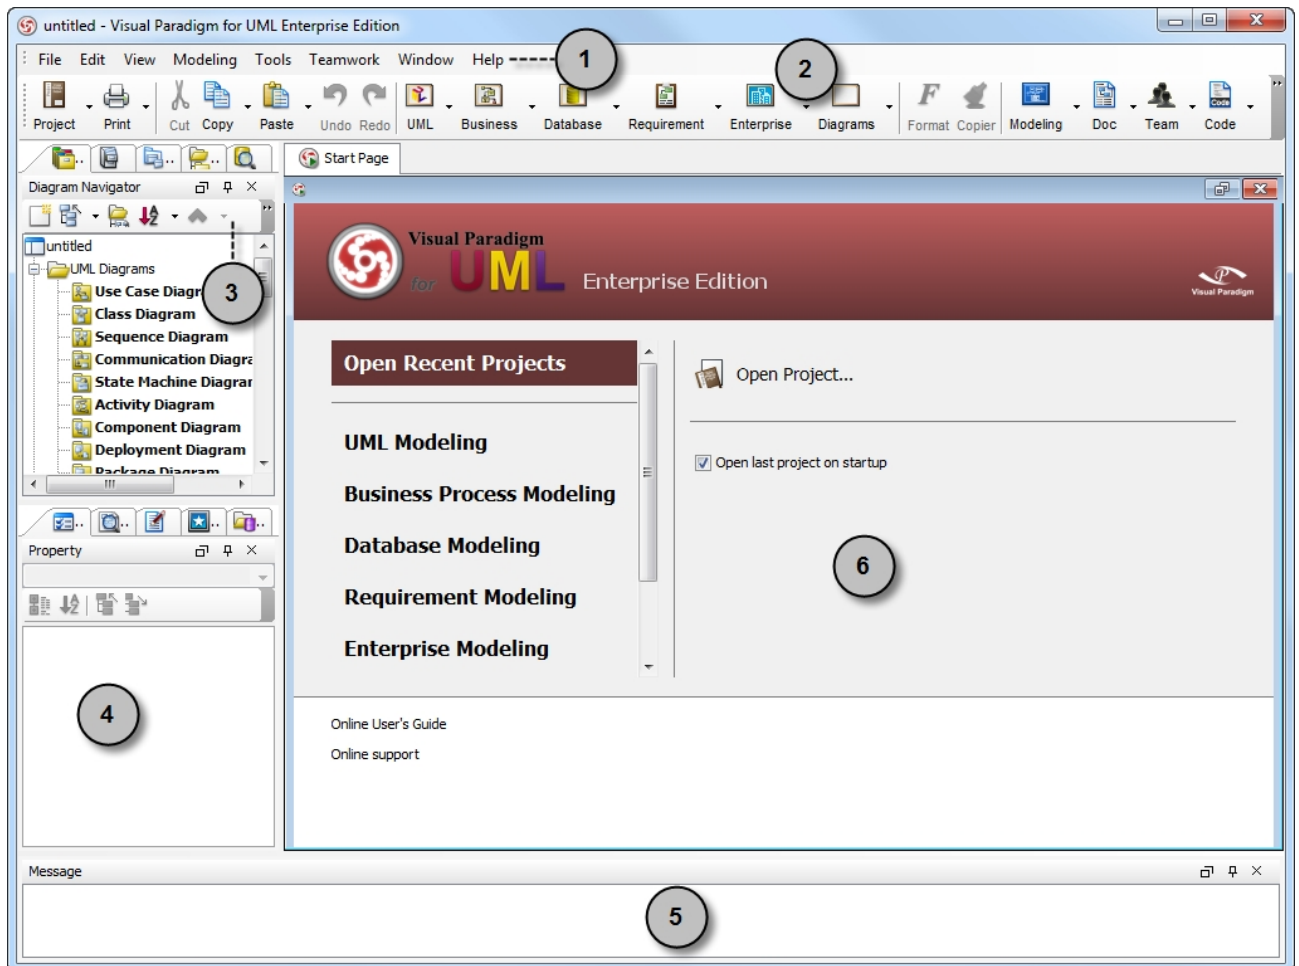 untitled - Visual Paradigm for UML Enterprise Edition
File Edit View Modeling Tools Teamwork Window Help
1
2
Project Print Cut Copy Paste Undo Redo UML Business Database Requirement Enterprise Diagrams Format Copier Modeling Doc Team Code
Start Page
Diagram Navigator
untitled
UML Diagrams
Use Case Diagr
3
Class Diagram
Sequence Diagram
Communication Diagra
State Machine Diagrar
Activity Diagram
Component Diagram
Deployment Diagram
Package Diagram
Visual Paradigm
for UML Enterprise Edition
Visual Paradigm
Open Recent Projects
UML Modeling
Business Process Modeling
Database Modeling
Requirement Modeling
Enterprise Modeling
Open Project...
Open last project on startup
6
Property
4
Online User's Guide
Online support
Message
5